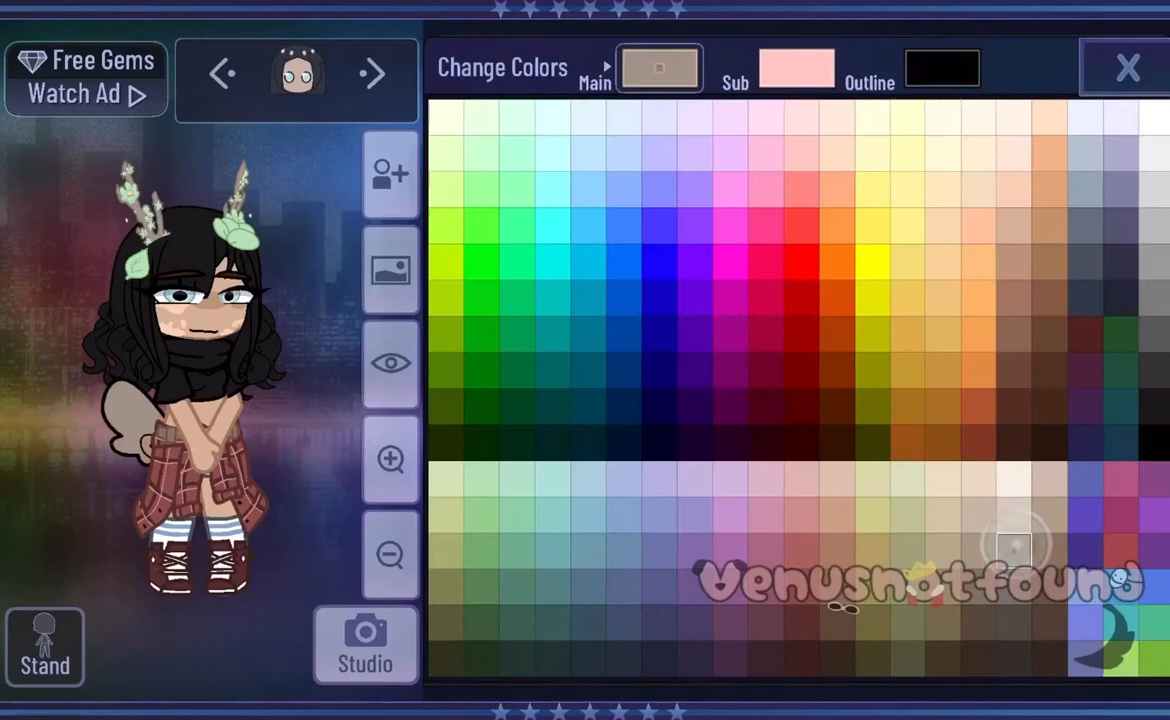 Free Gems
Watch Ad
Change Colors
Main
Sub
Outline
X
Venusnotfound
Stand
Studio